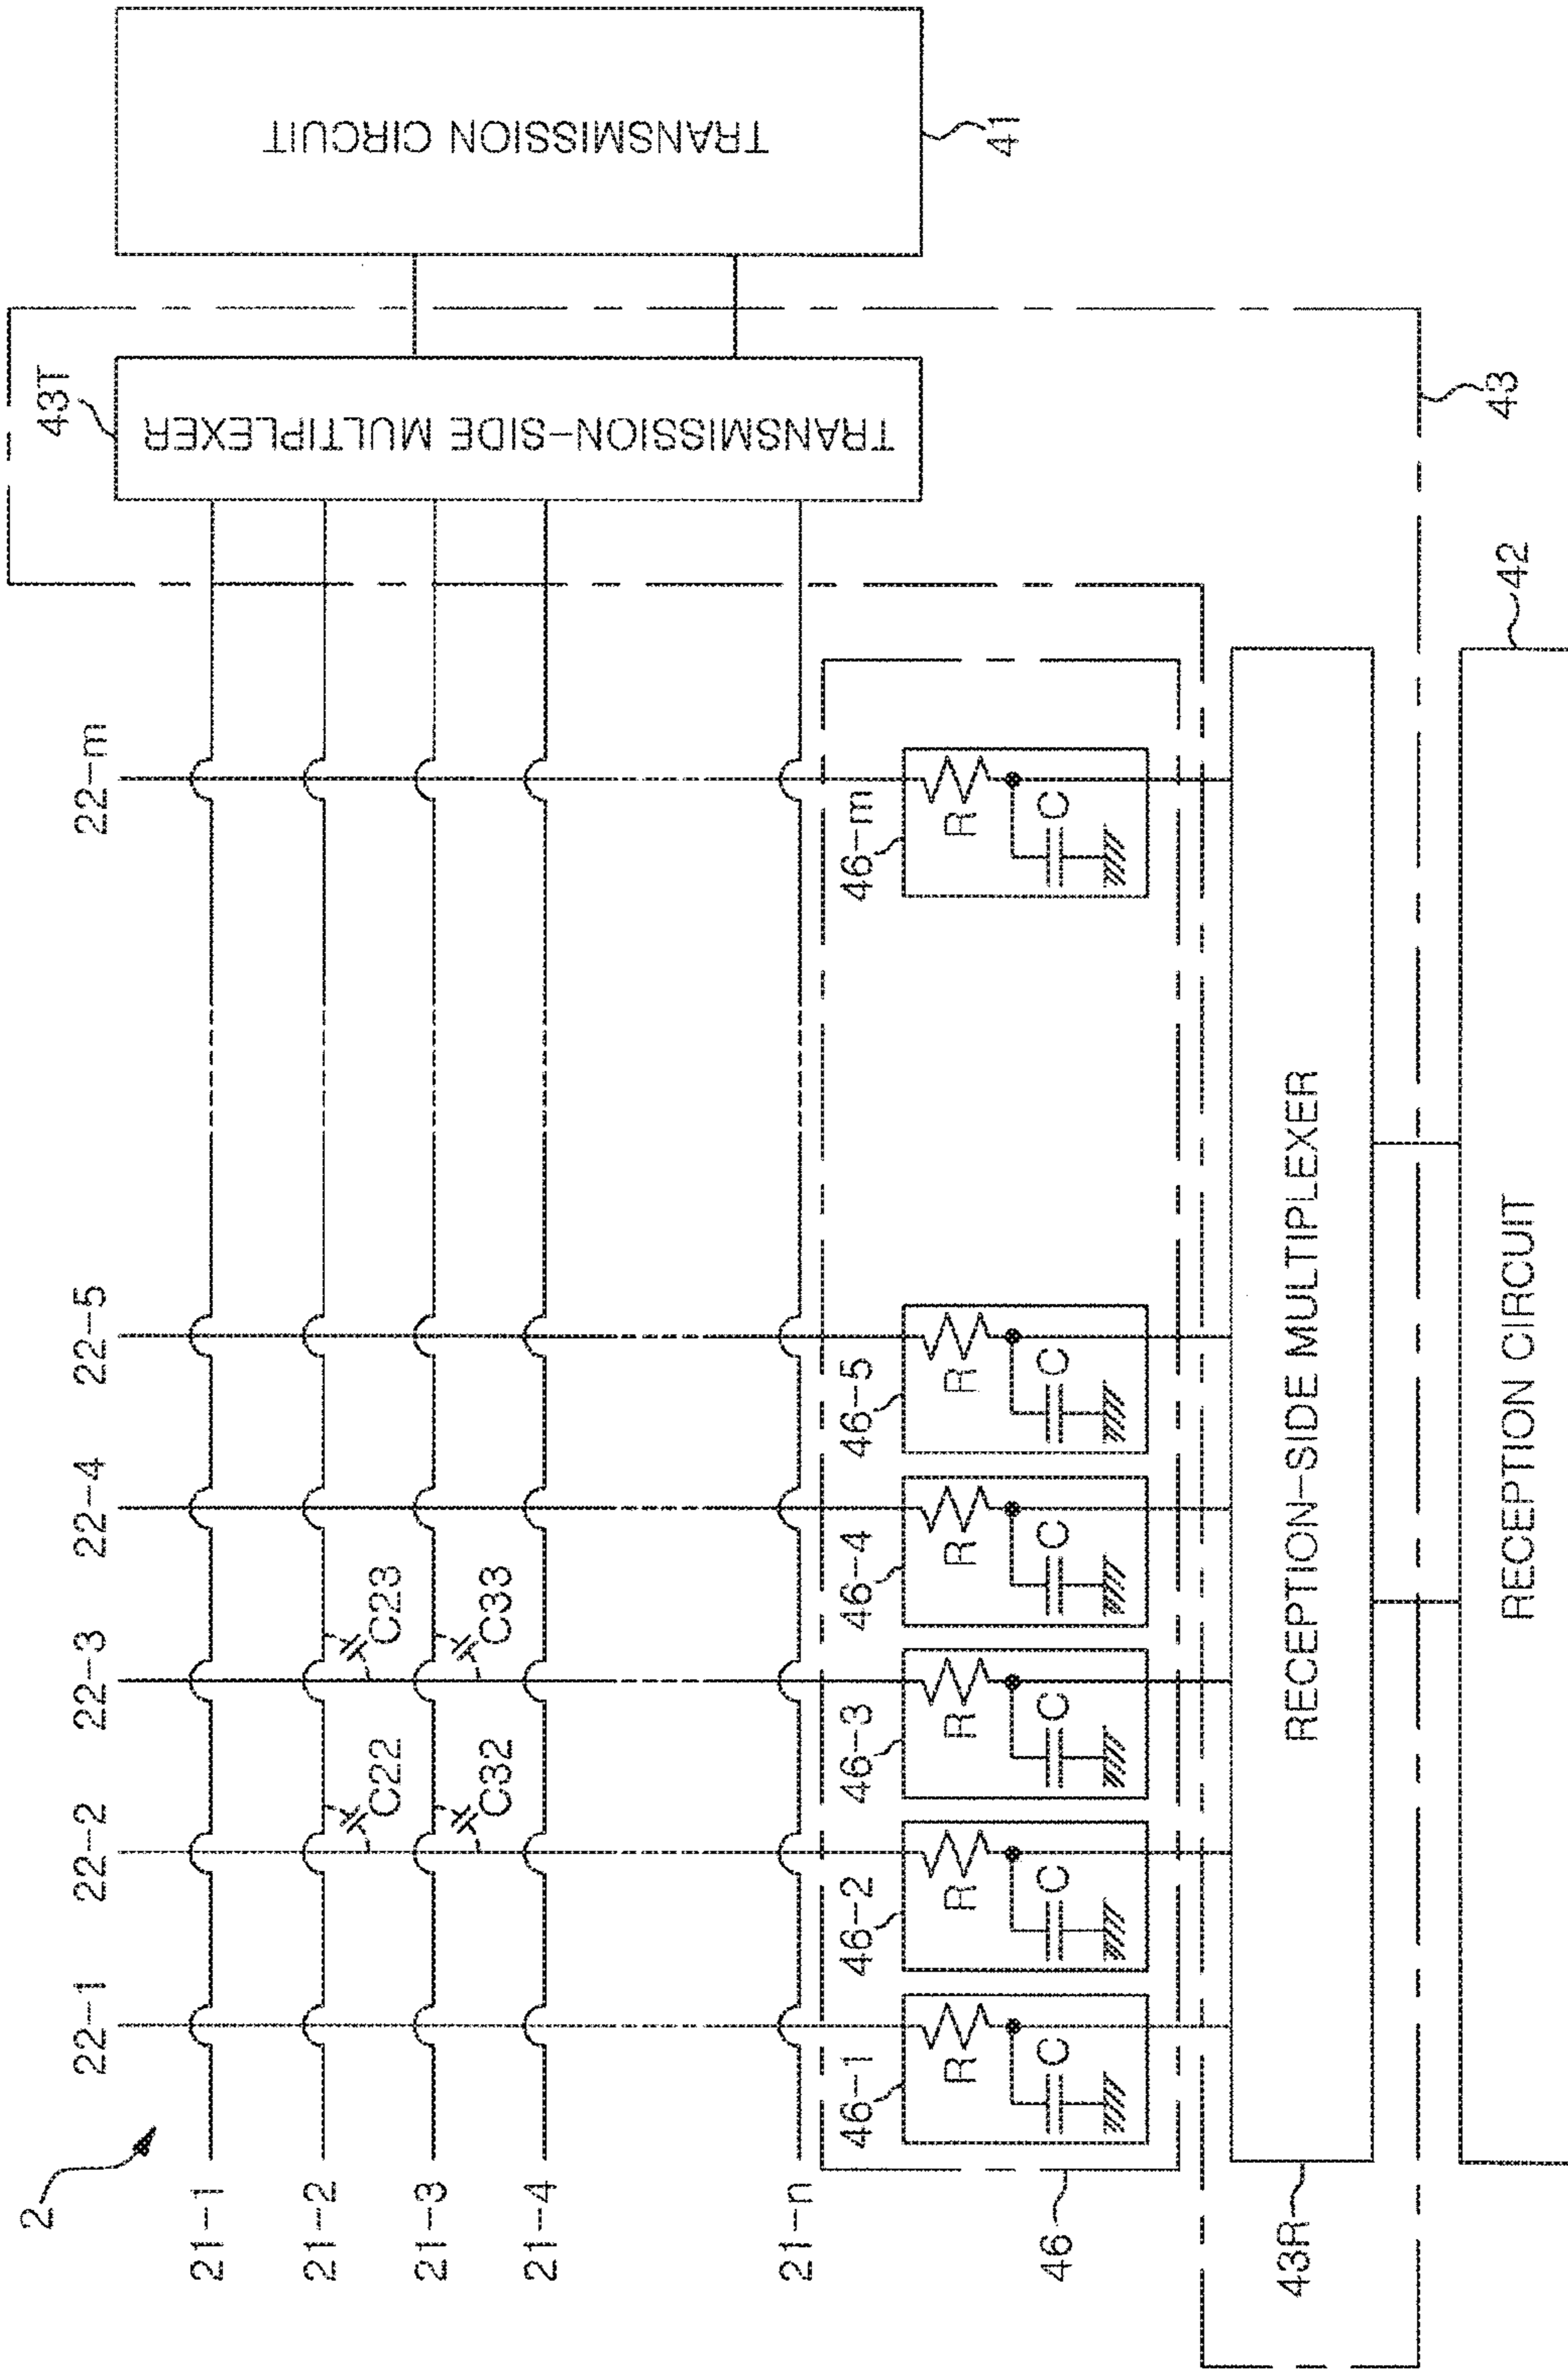 2
22-1
22-2
22-3
22-4
22-5
22-m
21-1
21-2
21-3
21-4
21-n
C22
C23
C32
C33
43T
TRANSMISSION-SIDE MULTIPLEXER
TRANSMISSION CIRCUIT
41
46-1
R
C
46-2
R
C
46-3
R
C
46-4
R
C
46-5
R
C
46-m
R
C
46
43
43R
RECEPTION-SIDE MULTIPLEXER
42
RECEPTION CIRCUIT